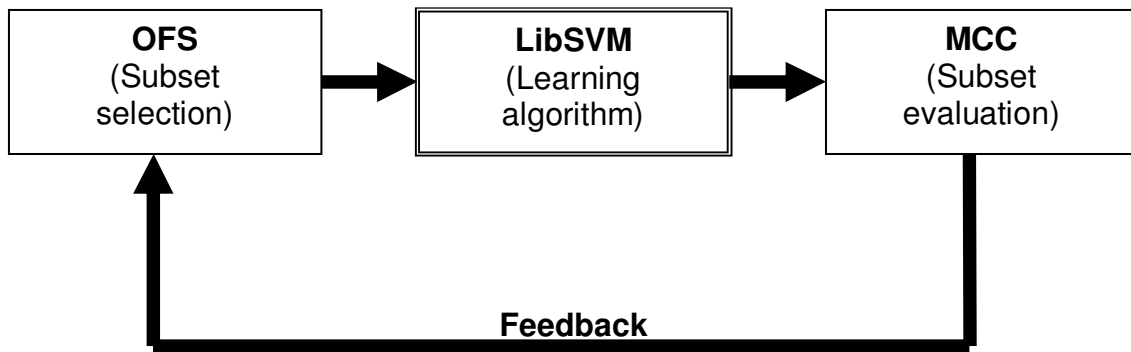 OFS
(Subset
selection)
LibSVM
(Learning
algorithm)
MCC
(Subset
evaluation)
Feedback